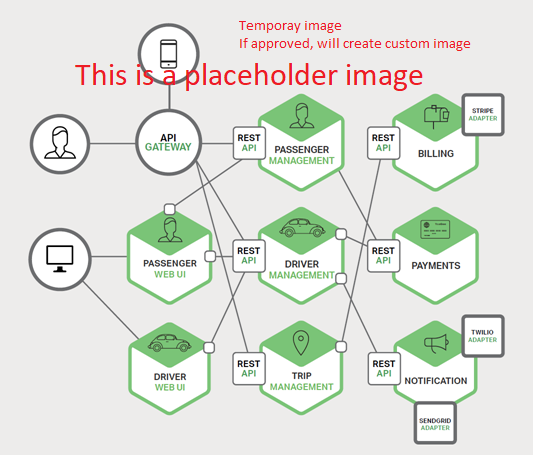 Temporay image
If approved, will create custom image
This is a placeholder image
API
GATEWAY
REST
API
PASSENGER
MANAGEMENT
REST
API
BILLING
STRIPE
ADAPTER
PASSENGER
WEB UI
REST
API
DRIVER
MANAGEMENT
REST
API
PAYMENTS
DRIVER
WEB UI
REST
API
TRIP
MANAGEMENT
REST
API
NOTIFICATION
TWILIO
ADAPTER
SENDGRID
ADAPTER